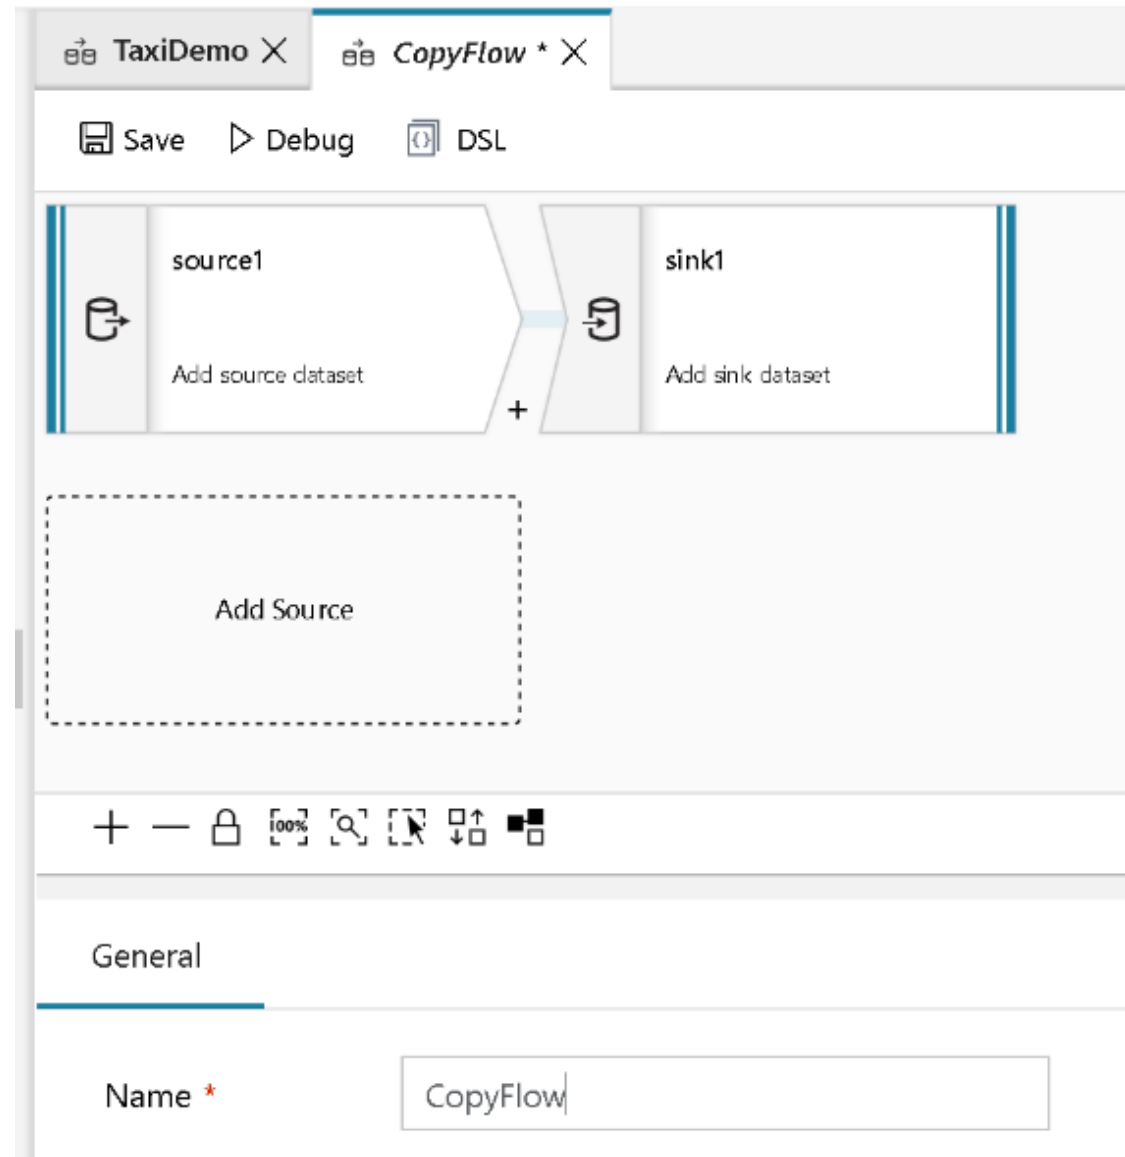 TaxiDemo CopyFlow *
Save Debug DSL
source1 sink1
Add source dataset Add sink dataset
+
Add Source
100%
General
Name * CopyFlow